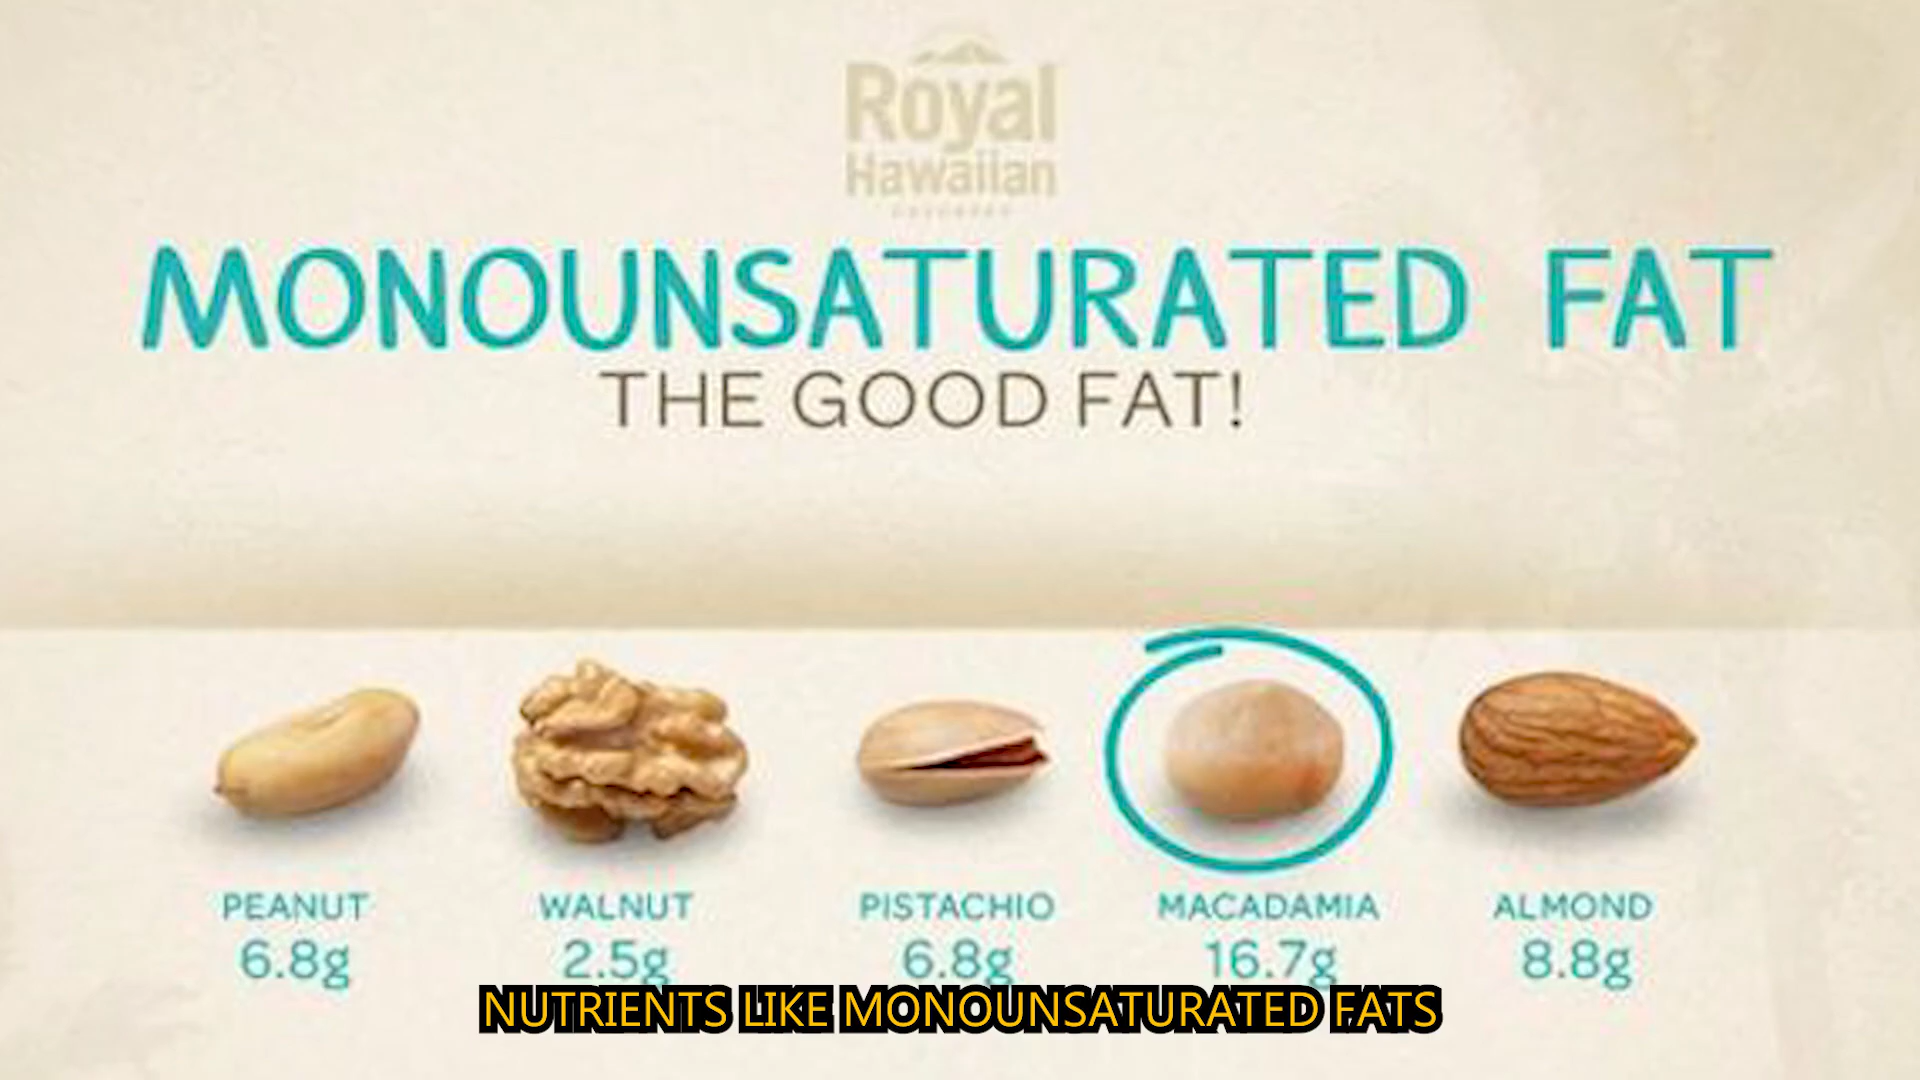 Royal
Hawaiian
MONOUNSATURATED FAT
THE GOOD FAT!
PEANUT WALNUT PISTACHIO MACADAMIA ALMOND
6.8g 2.5g 6.8g 16.7g 8.8g
NUTRIENTS LIKE MONOUNSATURATED FATS